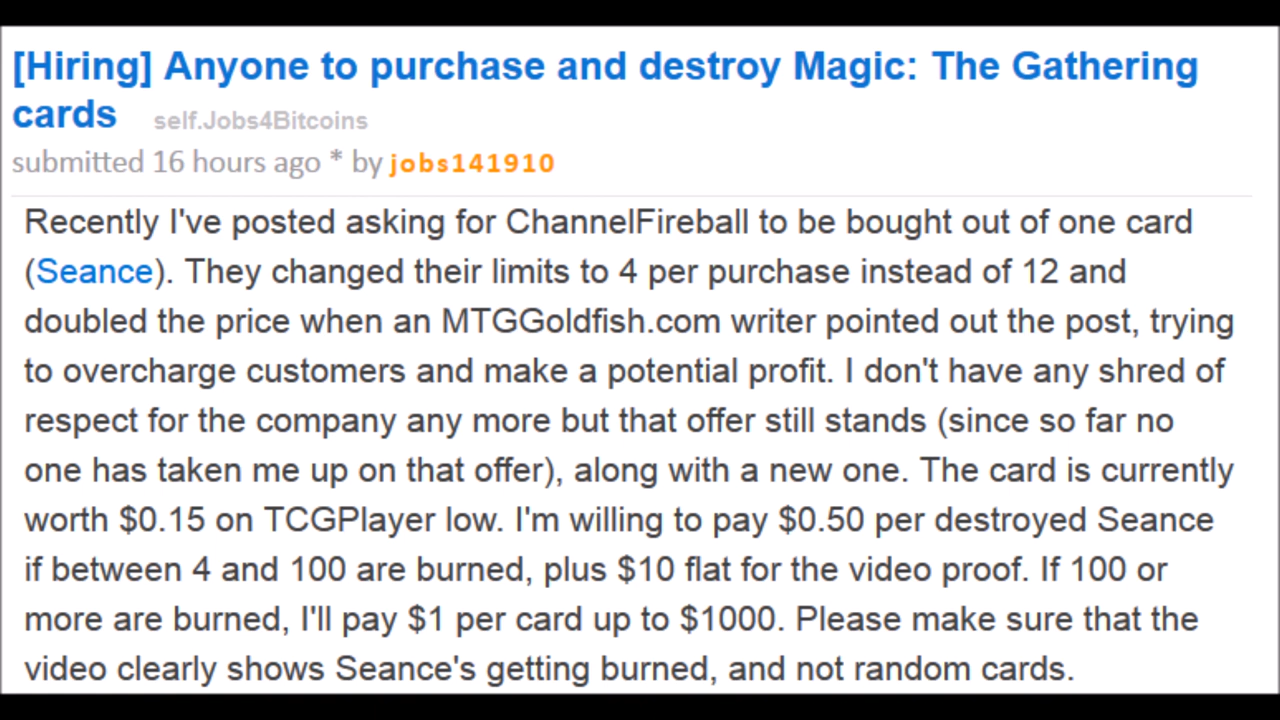 [Hiring] Anyone to purchase and destroy Magic: The Gathering
cards self.Jobs4Bitcoins
submitted 16 hours ago * by jobs141910
Recently I've posted asking for ChannelFireball to be bought out of one card
(Seance). They changed their limits to 4 per purchase instead of 12 and
doubled the price when an MTGGoldfish.com writer pointed out the post, trying
to overcharge customers and make a potential profit. I don't have any shred of
respect for the company any more but that offer still stands (since so far no
one has taken me up on that offer), along with a new one. The card is currently
worth $0.15 on TCGPlayer low. I'm willing to pay $0.50 per destroyed Seance
if between 4 and 100 are burned, plus $10 flat for the video proof. If 100 or
more are burned, I'll pay $1 per card up to $1000. Please make sure that the
video clearly shows Seance's getting burned, and not random cards.